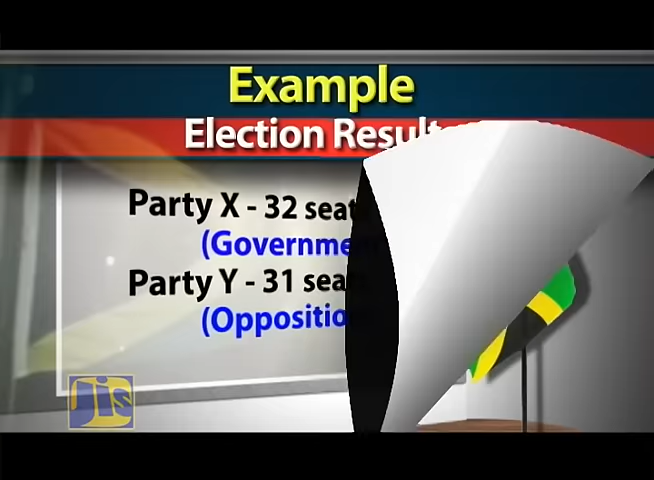 Example
Election Result
Party X - 32 seat
(Governme
Party Y - 31 sea
(Oppositio
JIS